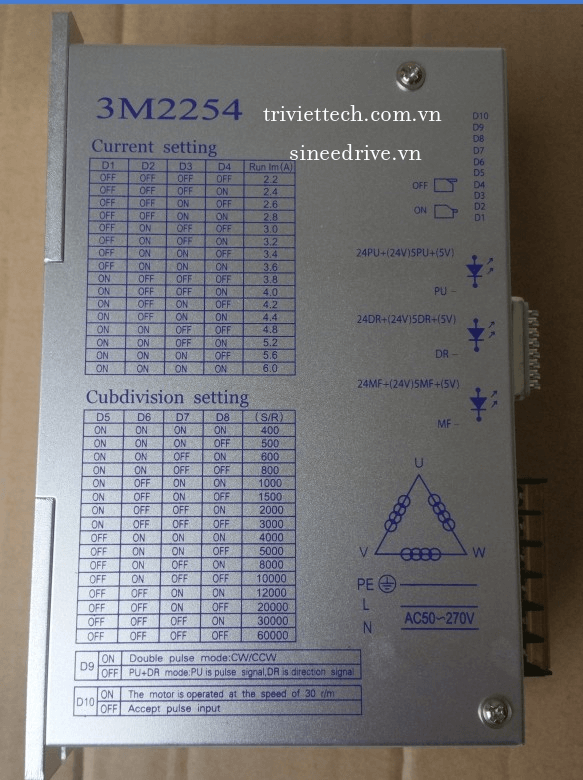 3M2254
triviettech.com.vn
sineedrive.vn
Current setting
D1 D2 D3 D4 Run Im(A)
OFF OFF OFF OFF 2.2
OFF OFF OFF ON 2.4
OFF OFF ON OFF 2.6
OFF OFF ON ON 2.8
OFF ON OFF OFF 3.0
OFF ON OFF ON 3.2
OFF ON ON OFF 3.4
OFF ON ON ON 3.6
ON OFF OFF OFF 3.8
ON OFF OFF ON 4.0
ON OFF ON OFF 4.2
ON OFF ON ON 4.4
ON ON OFF OFF 4.8
ON ON OFF ON 5.2
ON ON ON OFF 5.6
ON ON ON ON 6.0
Cubdivision setting
D5 D6 D7 D8 (S/R)
ON ON ON ON 400
ON ON ON OFF 500
ON ON OFF ON 600
ON ON OFF OFF 800
ON OFF ON ON 1000
ON OFF ON OFF 1500
ON OFF OFF ON 2000
ON OFF OFF OFF 3000
OFF ON ON ON 4000
OFF ON ON OFF 5000
OFF ON OFF ON 8000
OFF ON OFF OFF 10000
OFF OFF ON ON 12000
OFF OFF ON OFF 20000
OFF OFF OFF ON 30000
OFF OFF OFF OFF 60000
D9
ON Double pulse mode:CW/CCW
OFF PU+DR mode:PU is pulse signal,DR is direction signal
D10
ON The motor is operated at the speed of 30 r/m
OFF Accept pulse input
D10
D9
D8
D7
D6
D5
D4
D3
D2
D1
OFF
ON
24PU+(24V)5PU+(5V)
PU −
24DR+(24V)5DR+(5V)
DR −
24MF+(24V)5MF+(5V)
MF −
U
V W
PE
L
N
AC50~270V